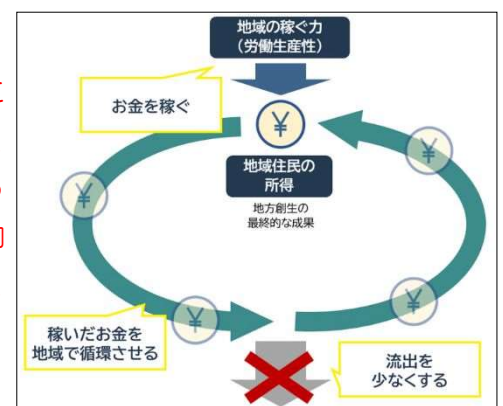 地域の稼ぐ力
（労働生産性）
お金を稼ぐ
¥
地域住民の
所得
地方創生の
最終的な成果
¥
¥
¥
¥
稼いだお金を
地域で循環させる
流出を
少なくする